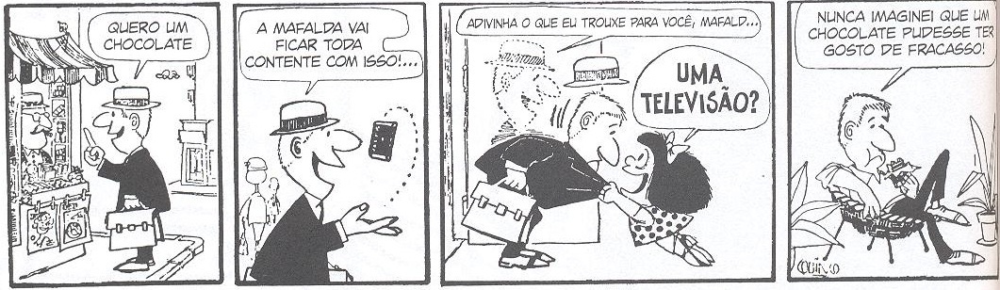 QUERO UM
CHOCOLATE
A MAFALDA VAI
FICAR TODA
CONTENTE COM ISSO!...
ADIVINHA O QUE EU TROUXE PARA VOCÊ, MAFALD...
UMA
TELEVISÃO?
NUNCA IMAGINEI QUE UM
CHOCOLATE PUDESSE TER
GOSTO DE FRACASSO!